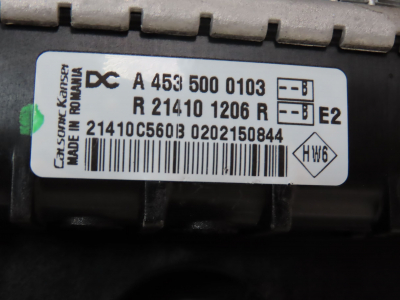 Calsonic Kansei
MADE IN ROMANIA
DC A 453 500 0103 --B
R 21410 1206 R --B E2
21410C560B 0202150844
HW6